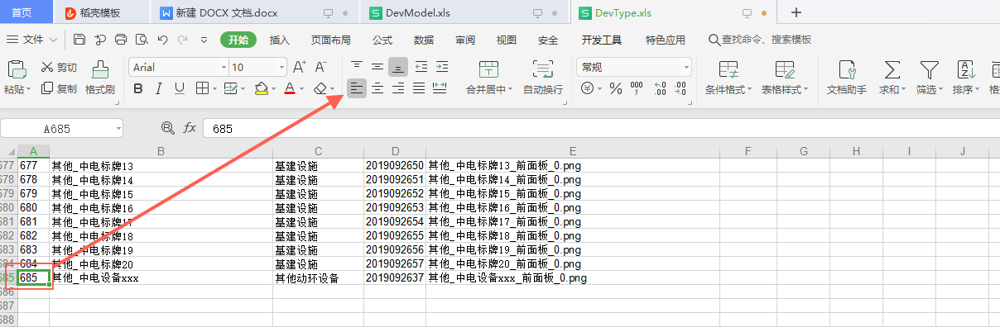 首页 稻壳模板 新建 DOCX 文档.docx DevModel.xls DevType.xls
文件 开始 插入 页面布局 公式 数据 审阅 视图 安全 开发工具 特色应用 查找命令、搜索模板
剪切 Arial 10 A+ A- 常规
粘贴 复制 格式刷 B I U A 合并居中 自动换行 % 000 条件格式 表格样式 文档助手 求和 筛选 排序
A685 fx 685
A B C D E F G H I J
677 677 其他_中电标牌13 基建设施 2019092650 其他_中电标牌13_前面板_0.png
678 678 其他_中电标牌14 基建设施 2019092651 其他_中电标牌14_前面板_0.png
679 679 其他_中电标牌15 基建设施 2019092652 其他_中电标牌15_前面板_0.png
680 680 其他_中电标牌16 基建设施 2019092653 其他_中电标牌16_前面板_0.png
681 681 其他_中电标牌17 基建设施 2019092654 其他_中电标牌17_前面板_0.png
682 682 其他_中电标牌18 基建设施 2019092655 其他_中电标牌18_前面板_0.png
683 683 其他_中电标牌19 基建设施 2019092656 其他_中电标牌19_前面板_0.png
684 684 其他_中电标牌20 基建设施 2019092657 其他_中电标牌20_前面板_0.png
685 685 其他_中电设备xxx 其他动环设备 2019092637 其他_中电设备xxx_前面板_0.png
686
687
688